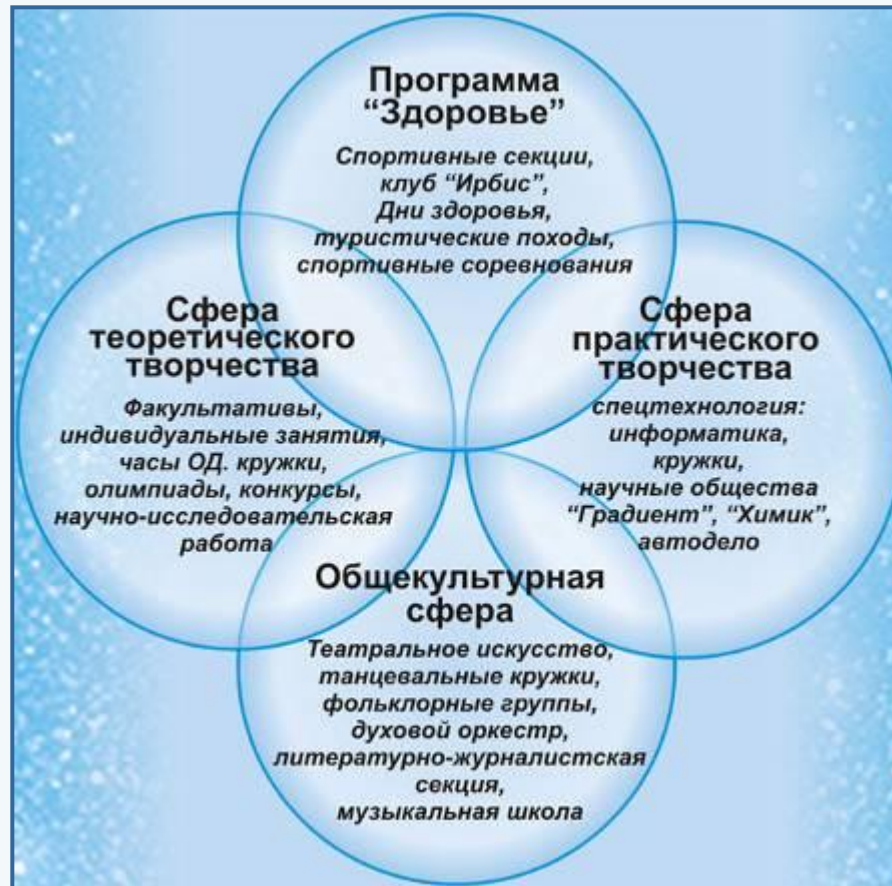 Программа
“Здоровье”
Спортивные секции,
клуб “Ирбис”,
Дни здоровья,
туристические походы,
спортивные соревнования
Сфера
теоретического
творчества
Факультативы,
индивидуальные занятия,
часы ОД. кружки,
олимпиады, конкурсы,
научно-исследовательская
работа
Сфера
практического
творчества
спецтехнология:
информатика,
кружки,
научные общества
“Градиент”, “Химик”,
автодело
Общекультурная
сфера
Театральное искусство,
танцевальные кружки,
фольклорные группы,
духовой оркестр,
литературно-журналистская
секция,
музыкальная школа